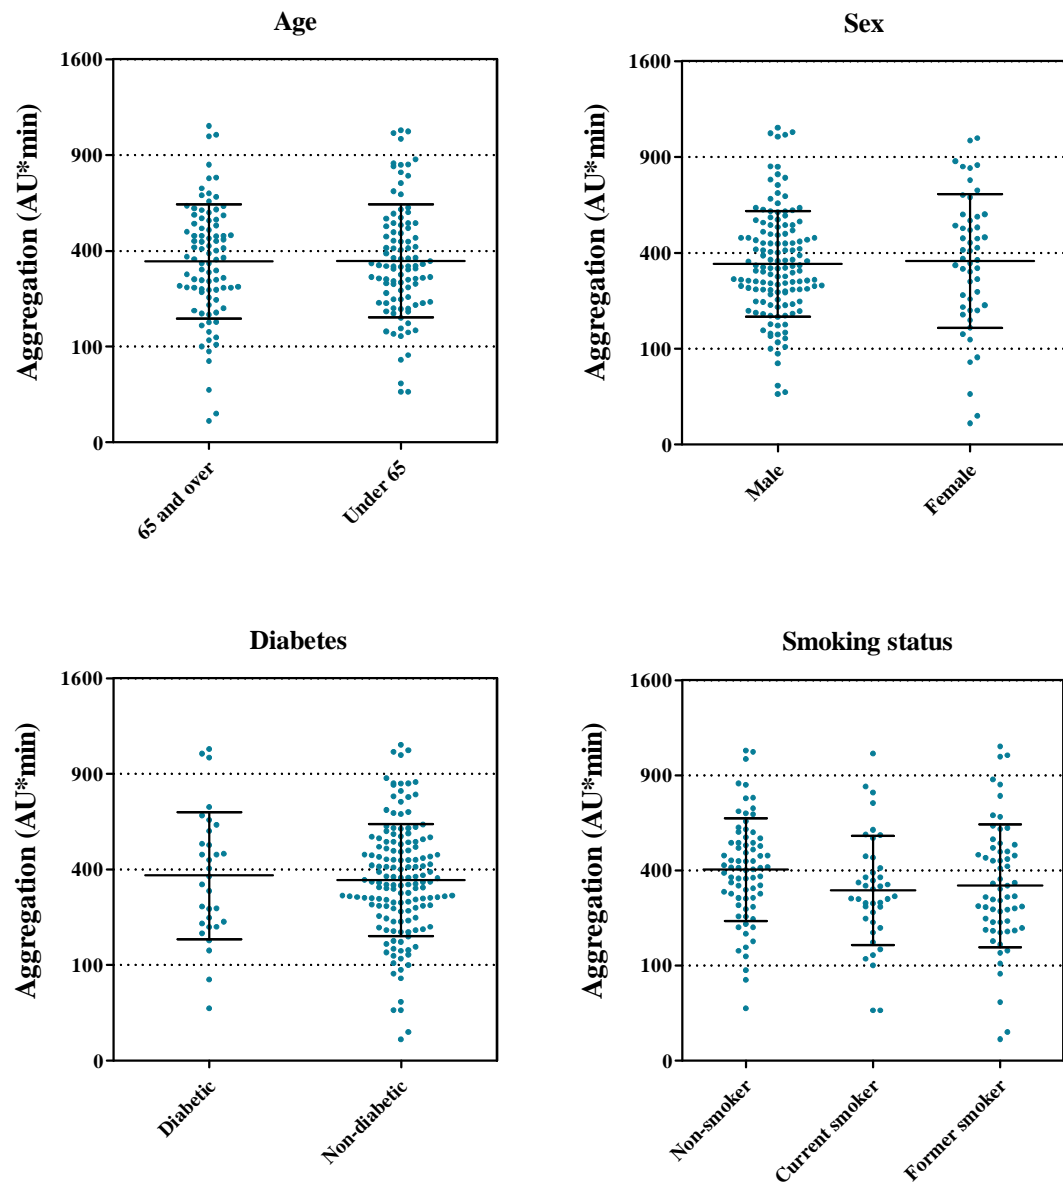 Age
Aggregation (AU*min)
1600
900
400
100
0
65 and over
Under 65
Sex
Aggregation (AU*min)
1600
900
400
100
0
Male
Female
Diabetes
Aggregation (AU*min)
1600
900
400
100
0
Diabetic
Non-diabetic
Smoking status
Aggregation (AU*min)
1600
900
400
100
0
Non-smoker
Current smoker
Former smoker